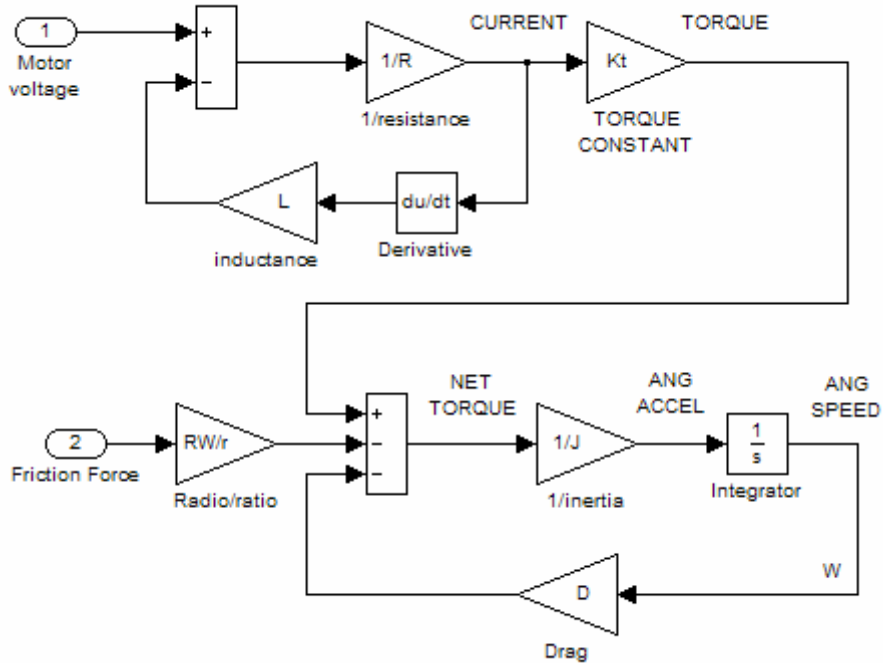 1
Motor
voltage
+
−
1/R
1/resistance
CURRENT
Kt
TORQUE
CONSTANT
TORQUE
L
inductance
du/dt
Derivative
2
Friction Force
RW/r
Radio/ratio
+
−
−
NET
TORQUE
1/J
1/inertia
ANG
ACCEL
1
s
Integrator
ANG
SPEED
W
D
Drag